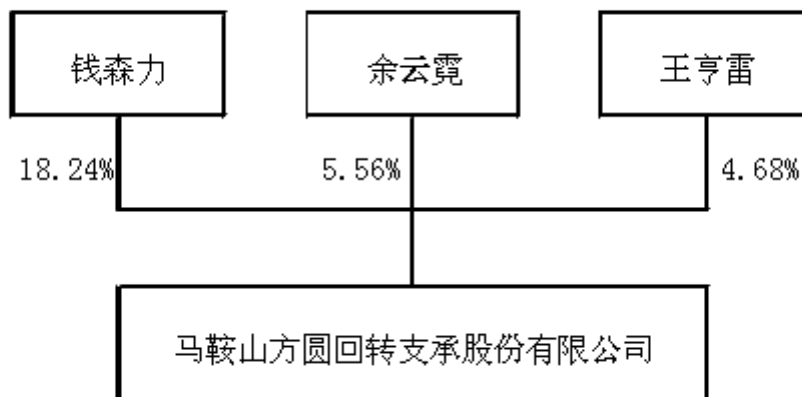 钱森力
余云霓
王亨雷
18.24%
5.56%
4.68%
马鞍山方圆回转支承股份有限公司